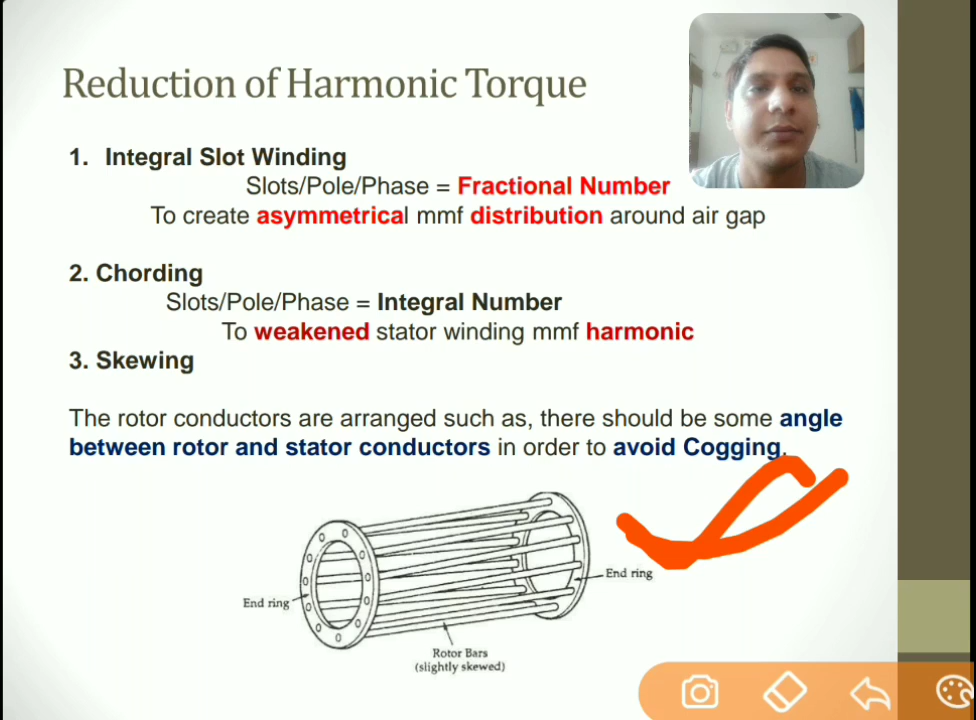 Reduction of Harmonic Torque
1. Integral Slot Winding
Slots/Pole/Phase = Fractional Number
To create asymmetrical mmf distribution around air gap
2. Chording
Slots/Pole/Phase = Integral Number
To weakened stator winding mmf harmonic
3. Skewing
The rotor conductors are arranged such as, there should be some angle
between rotor and stator conductors in order to avoid Cogging.
End ring
End ring
Rotor Bars
(slightly skewed)